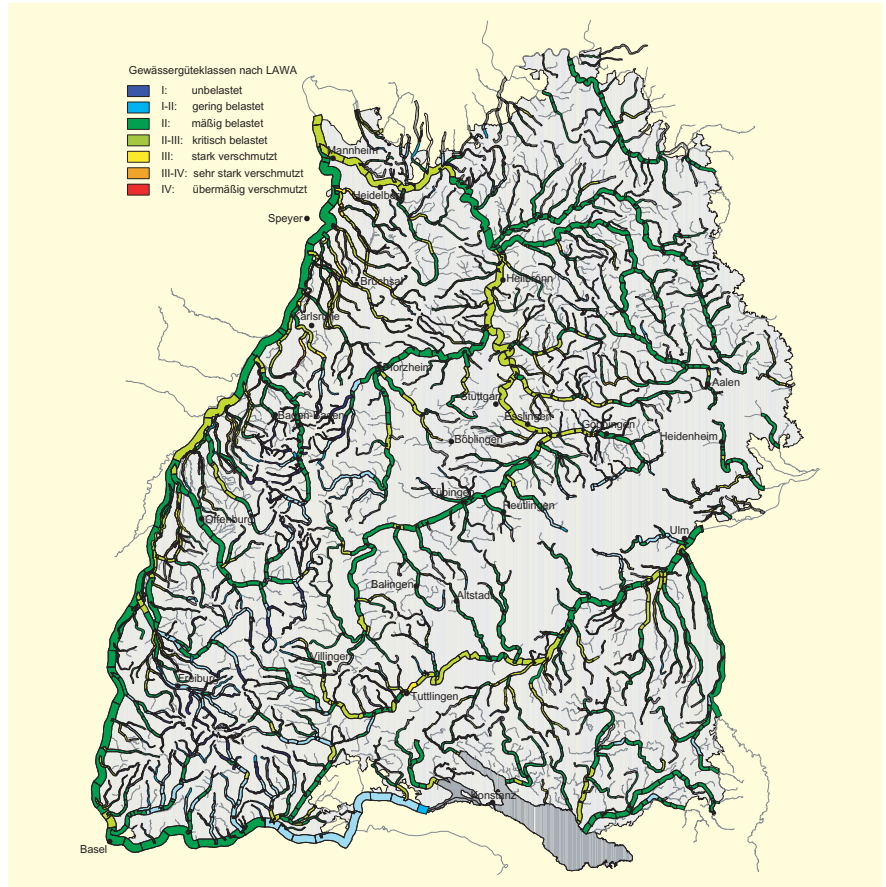 Gewässergüteklassen nach LAWA
I: unbelastet
I-II: gering belastet
II: mäßig belastet
II-III: kritisch belastet
III: stark verschmutzt
III-IV: sehr stark verschmutzt
IV: übermäßig verschmutzt
Mannheim
Heidelberg
Speyer
Bruchsal
Heilbronn
Karlsruhe
Pforzheim
Aalen
Stuttgart
Baden-Baden
Esslingen
Göppingen
Böblingen
Heidenheim
Tübingen
Reutlingen
Offenburg
Ulm
Balingen
Altstadt
Villingen
Freiburg
Tuttlingen
Konstanz
Basel